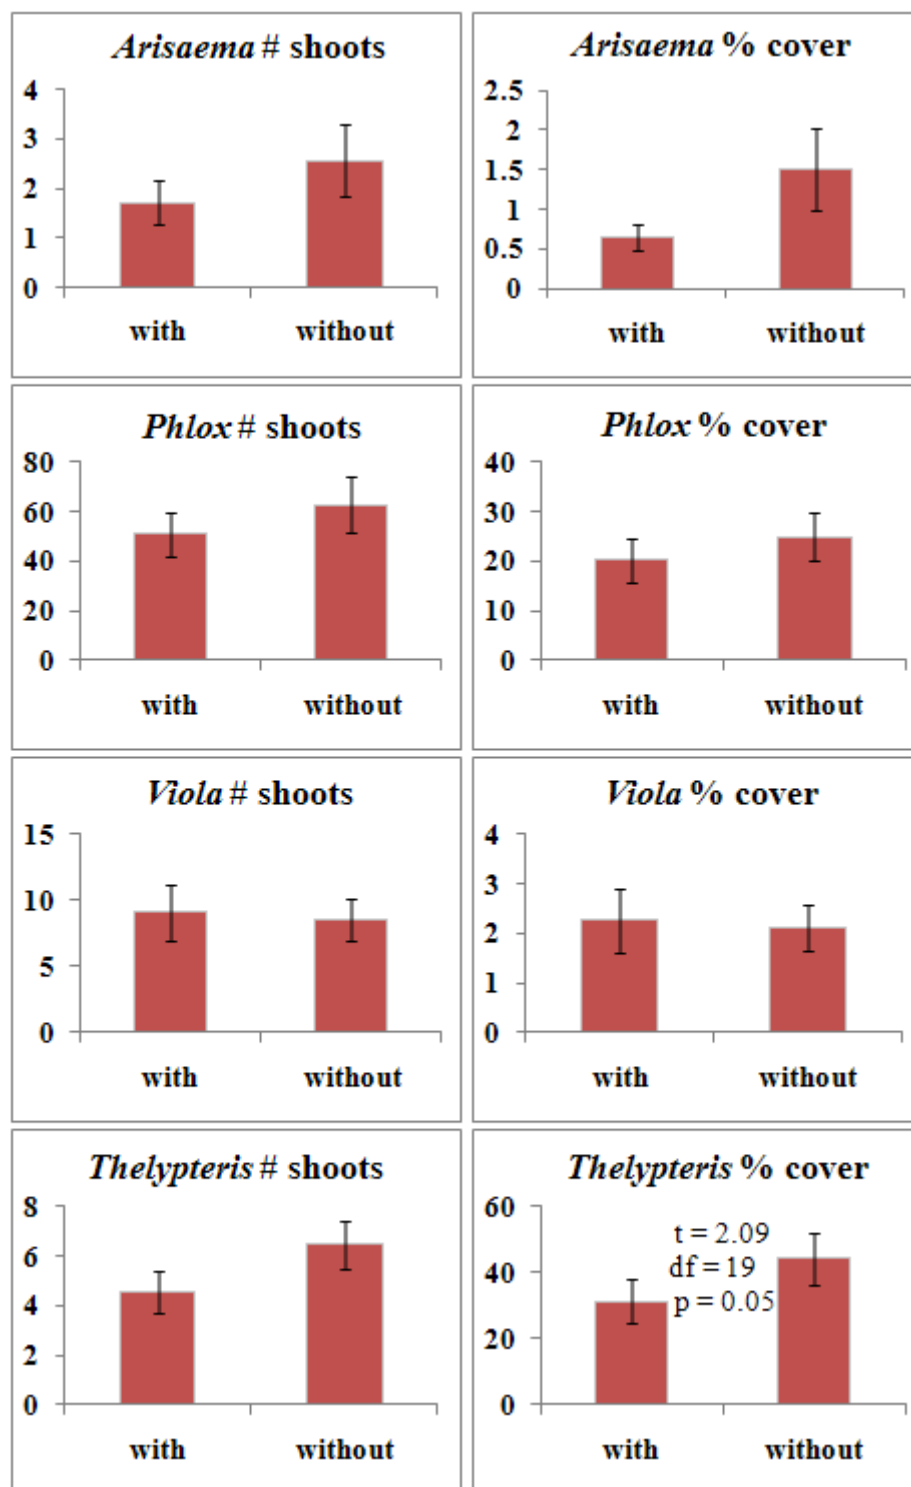 Arisaema # shoots
4
3
2
1
0
with without
Arisaema % cover
2.5
2
1.5
1
0.5
0
with without
Phlox # shoots
80
60
40
20
0
with without
Phlox % cover
40
30
20
10
0
with without
Viola # shoots
15
10
5
0
with without
Viola % cover
4
3
2
1
0
with without
Thelypteris # shoots
8
6
4
2
0
with without
Thelypteris % cover
60
40
20
0
t = 2.09
df = 19
p = 0.05
with without